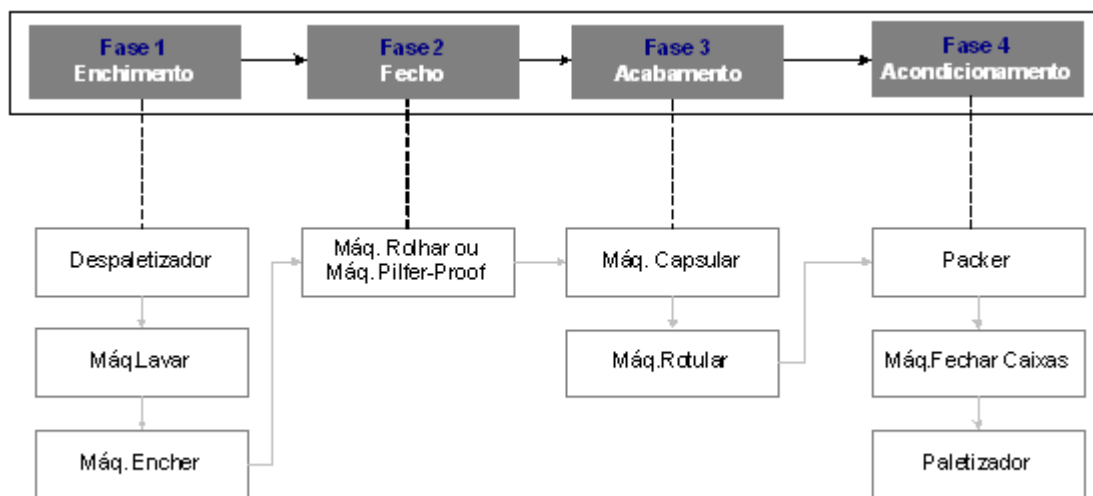 Fase 1
Enchimento
Fase 2
Fecho
Fase 3
Acabamento
Fase 4
Acondicionamento
Despaletizador
Máq.Lavar
Máq. Encher
Máq. Rolhar ou
Máq. Pilfer-Proof
Máq. Capsular
Máq.Rotular
Packer
Máq.Fechar Caixas
Paletizador